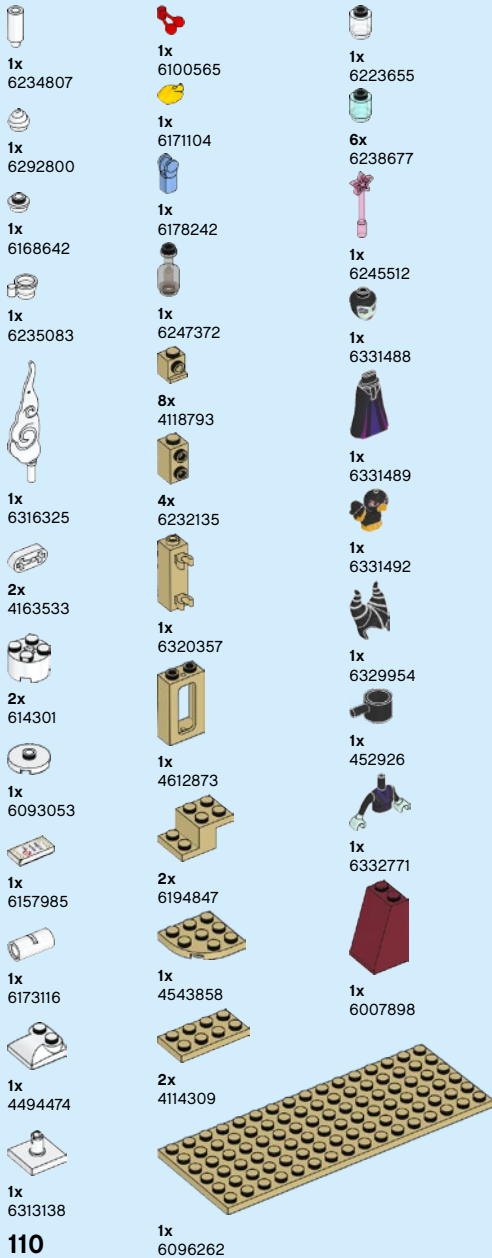 1x
6234807
1x
6292800
1x
6168642
1x
6235083
1x
6316325
2x
4163533
2x
614301
1x
6093053
1x
6157985
1x
6173116
1x
4494474
1x
6313138
110
1x
6100565
1x
6171104
1x
6178242
1x
6247372
8x
4118793
4x
6232135
1x
6320357
1x
4612873
2x
6194847
1x
4543858
2x
4114309
1x
6096262
1x
6223655
6x
6238677
1x
6245512
1x
6331488
1x
6331489
1x
6331492
1x
6329954
1x
452926
1x
6332771
1x
6007898